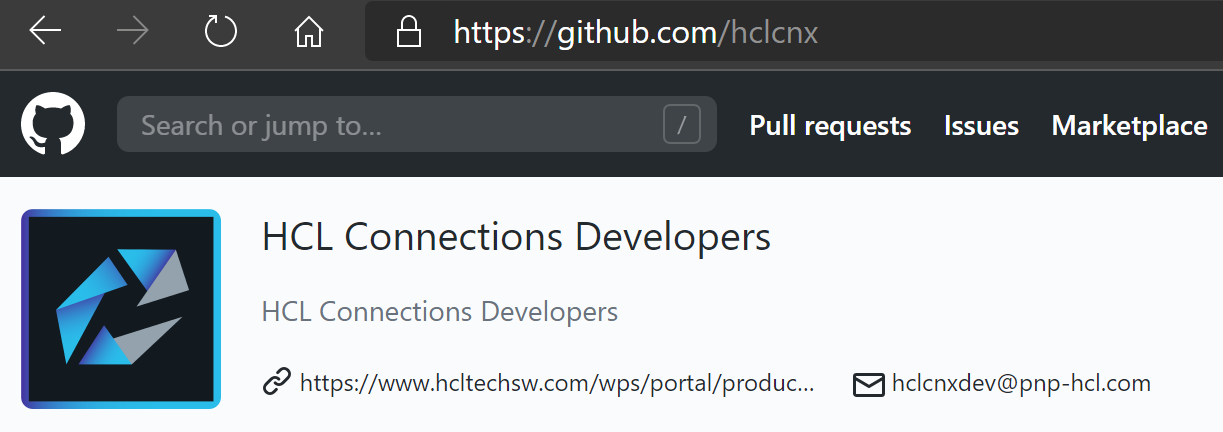 https://github.com/hclcnx
Search or jump to... / Pull requests Issues Marketplace
HCL Connections Developers
HCL Connections Developers
https://www.hcltechsw.com/wps/portal/produc... hclcnxdev@pnp-hcl.com